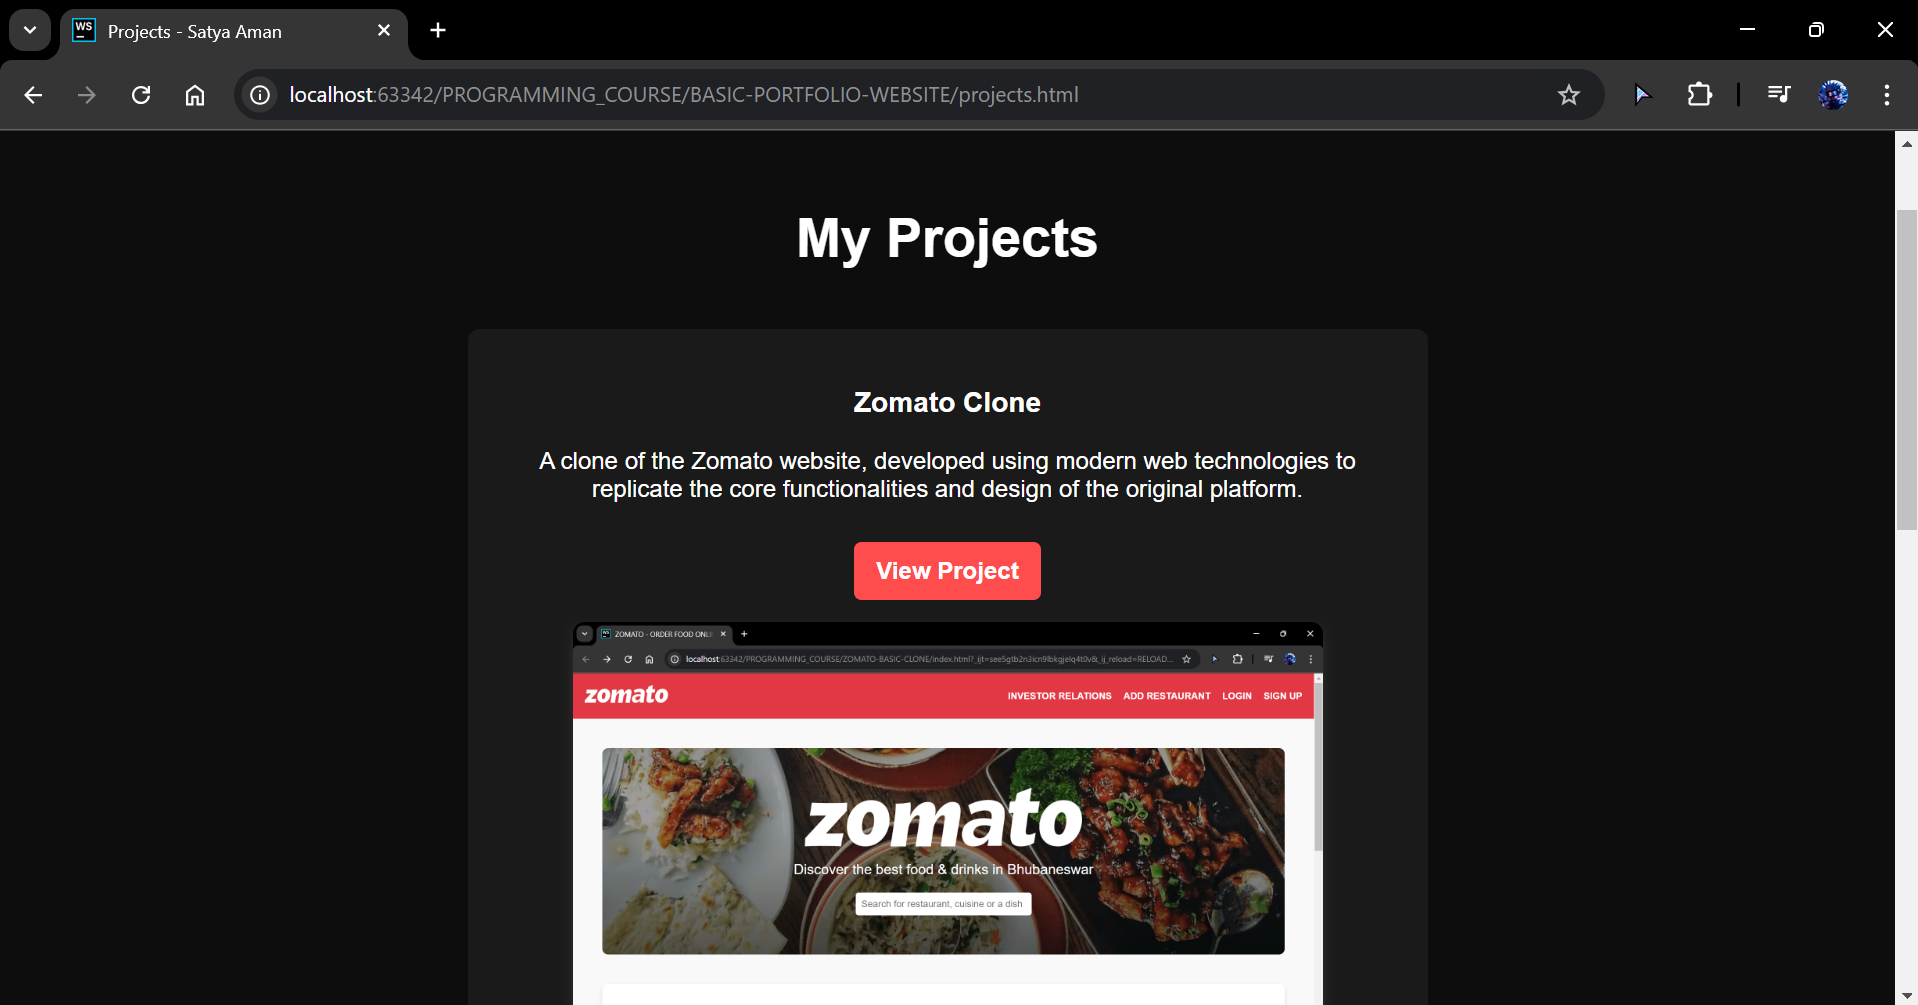 WS
Projects - Satya Aman
localhost:63342/PROGRAMMING_COURSE/BASIC-PORTFOLIO-WEBSITE/projects.html
My Projects
Zomato Clone
A clone of the Zomato website, developed using modern web technologies to
replicate the core functionalities and design of the original platform.
View Project
WS
ZOMATO - ORDER FOOD ONLI
localhost:63342/PROGRAMMING_COURSE/ZOMATO-BASIC-CLONE/index.html?_ijt=see5gtb2n3icn9lbkgjelq4t0v&_ij_reload=RELOAD...
zomato
INVESTOR RELATIONS ADD RESTAURANT LOGIN SIGN UP
zomato
Discover the best food & drinks in Bhubaneswar
Search for restaurant, cuisine or a dish